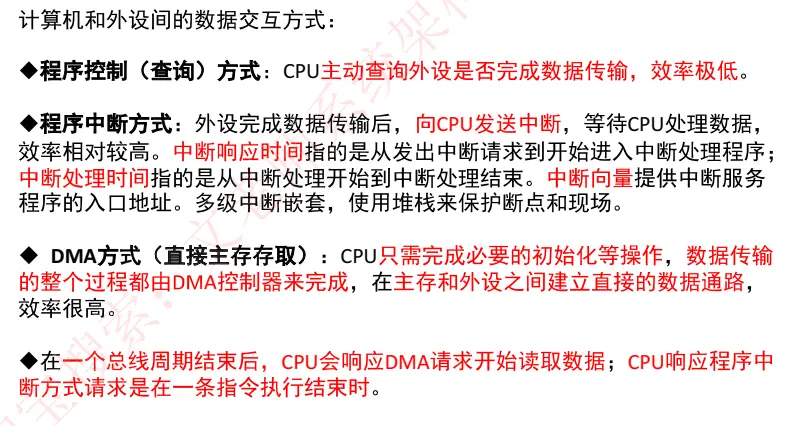 计算机和外设间的数据交互方式：
◆程序控制（查询）方式：CPU主动查询外设是否完成数据传输，效率极低。
◆程序中断方式：外设完成数据传输后，向CPU发送中断，等待CPU处理数据，
效率相对较高。中断响应时间指的是从发出中断请求到开始进入中断处理程序；
中断处理时间指的是从中断处理开始到中断处理结束。中断向量提供中断服务
程序的入口地址。多级中断嵌套，使用堆栈来保护断点和现场。
◆ DMA方式（直接主存存取）：CPU只需完成必要的初始化等操作，数据传输
的整个过程都由DMA控制器来完成，在主存和外设之间建立直接的数据通路，
效率很高。
◆在一个总线周期结束后，CPU会响应DMA请求开始读取数据；CPU响应程序中
断方式请求是在一条指令执行结束时。